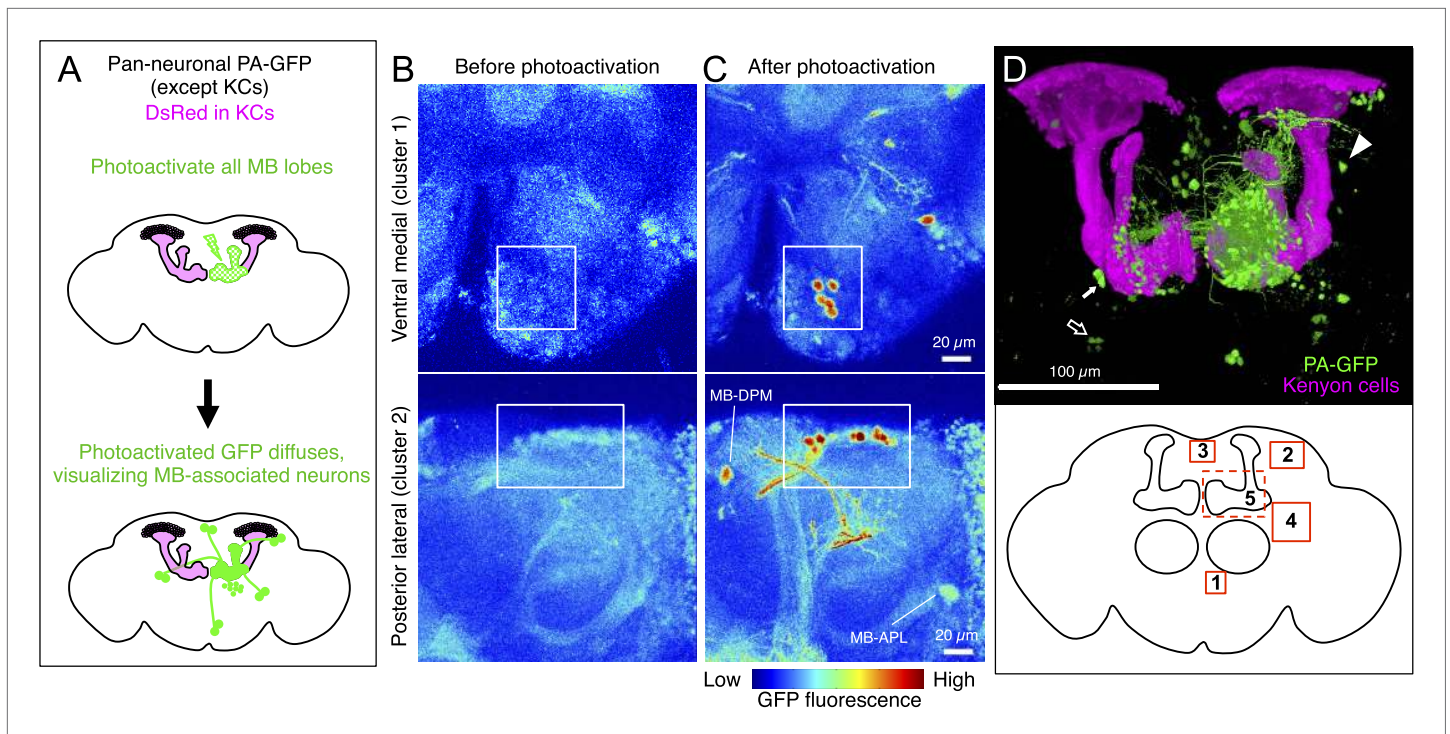 A
Pan-neuronal PA-GFP
(except KCs)
DsRed in KCs
Photoactivate all MB lobes
Photoactivated GFP diffuses,
visualizing MB-associated neurons
B
Before photoactivation
C
After photoactivation
Ventral medial (cluster 1)
20 µm
Posterior lateral (cluster 2)
MB-DPM
MB-APL
20 µm
Low
High
GFP fluorescence
D
100 µm
PA-GFP
Kenyon cells
3
2
5
4
1